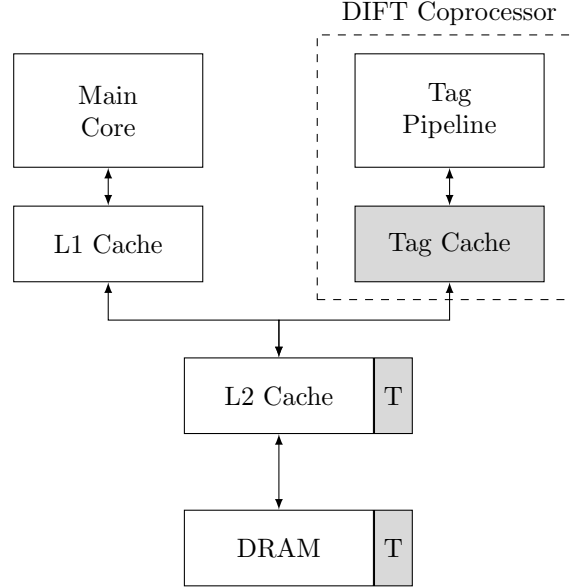 DIFT Coprocessor
Main
Core
Tag
Pipeline
L1 Cache
Tag Cache
L2 Cache
T
DRAM
T